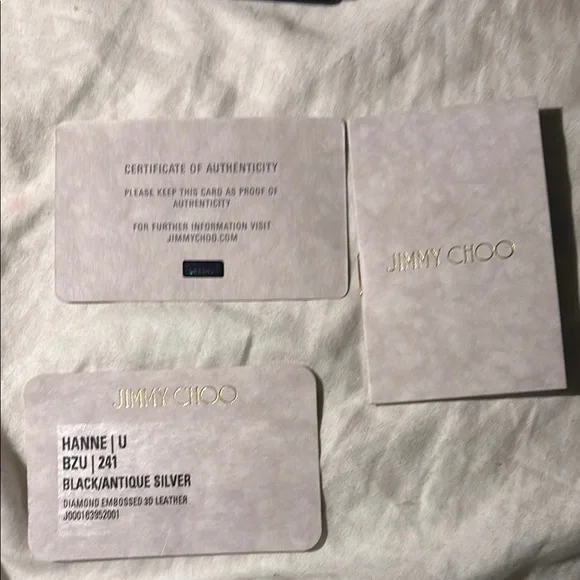 CERTIFICATE OF AUTHENTICITY
PLEASE KEEP THIS CARD AS PROOF OF
AUTHENTICITY
FOR FURTHER INFORMATION VISIT
JIMMYCHOO.COM
JIMMY CHOO
JIMMY CHOO
HANNE | U
BZU | 241
BLACK/ANTIQUE SILVER
DIAMOND EMBOSSED 3D LEATHER
J000163952001